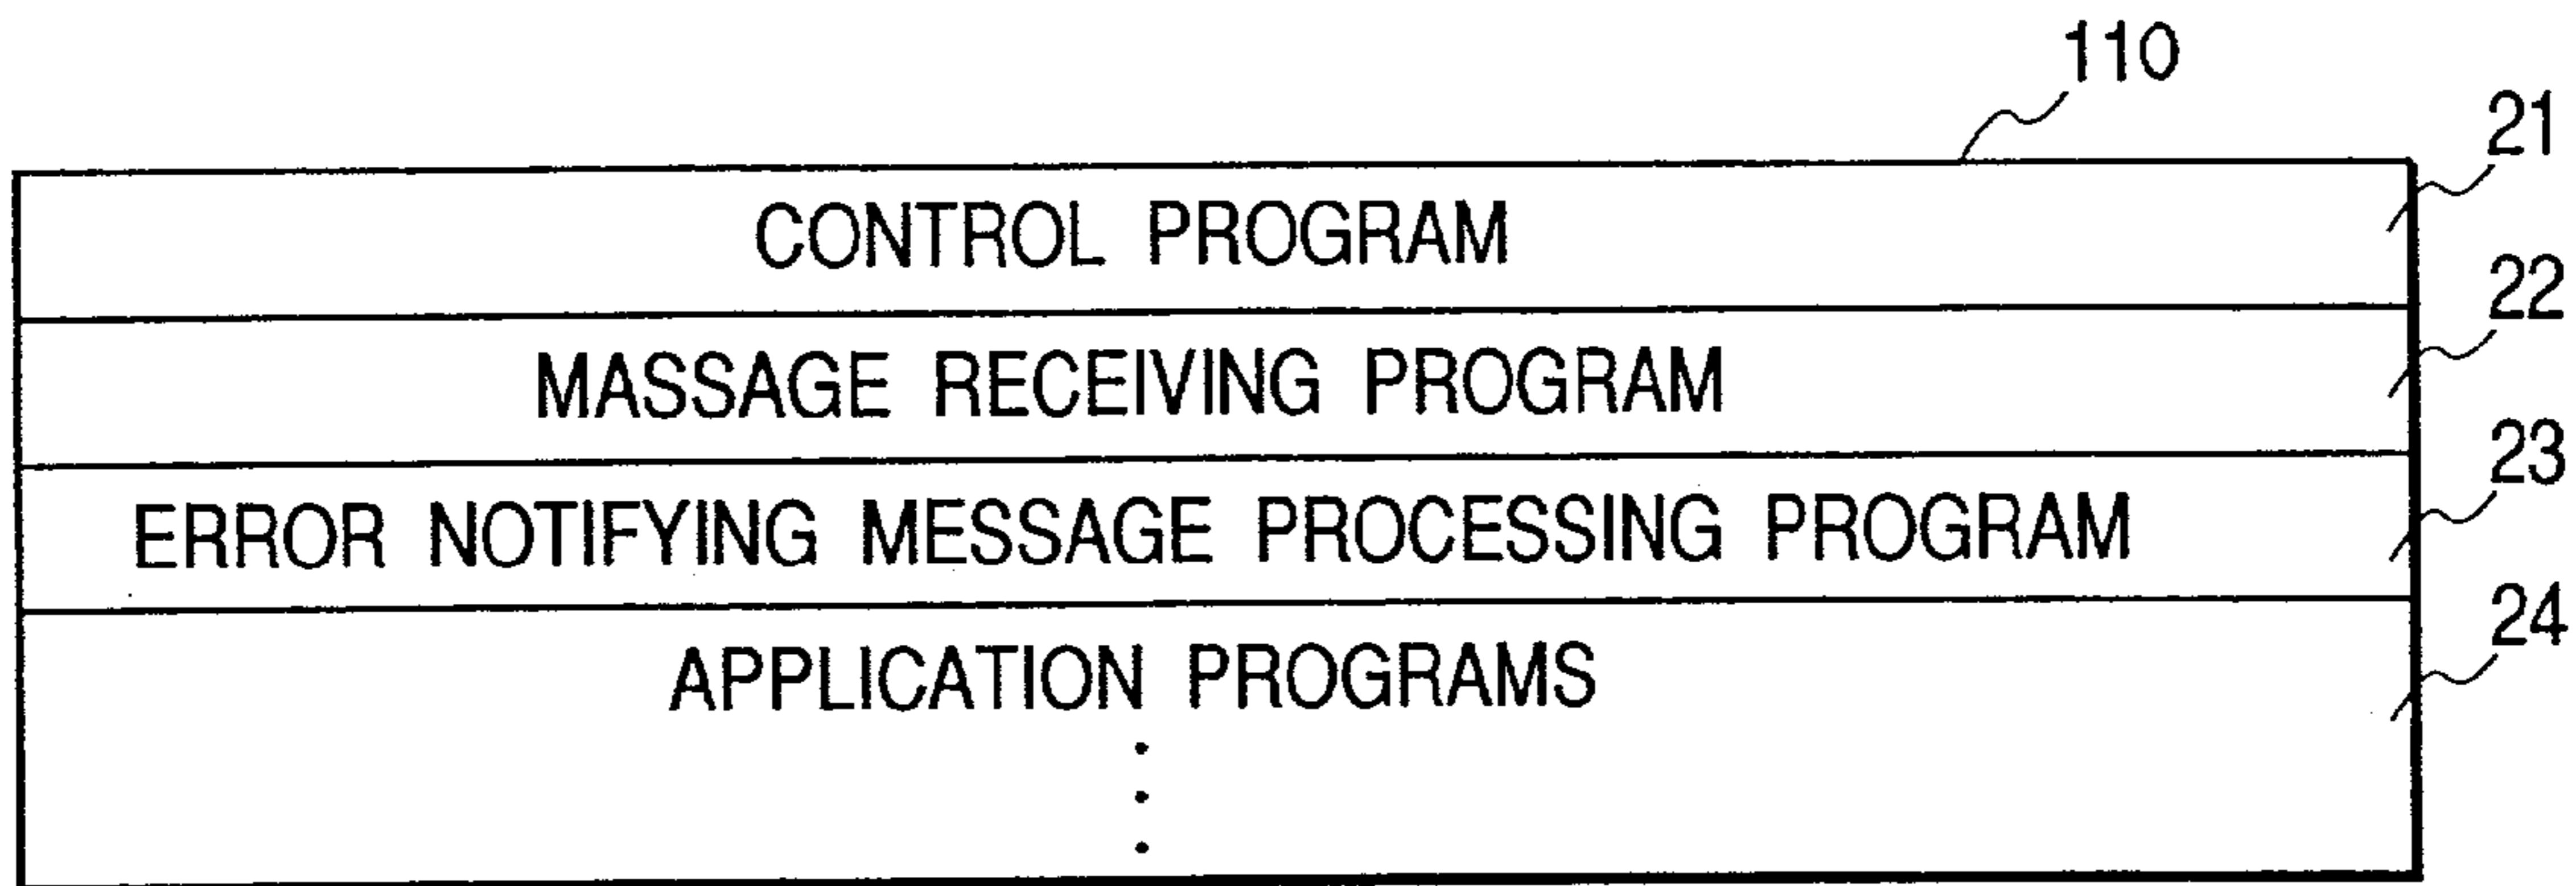 110
21
CONTROL PROGRAM
22
MASSAGE RECEIVING PROGRAM
23
ERROR NOTIFYING MESSAGE PROCESSING PROGRAM
24
APPLICATION PROGRAMS